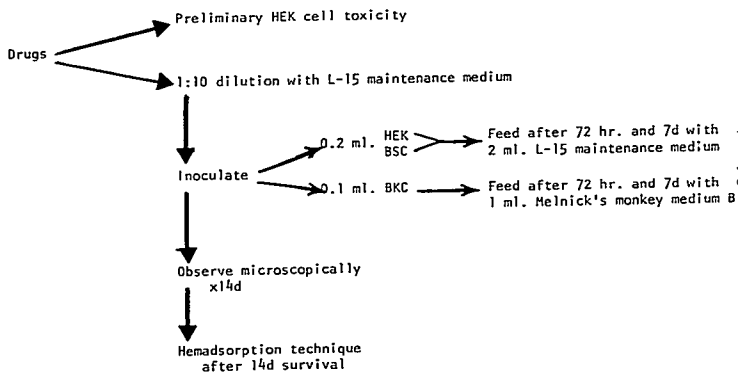 Preliminary HEK cell toxicity
Drugs
1:10 dilution with L-15 maintenance medium
0.2 ml. HEK
BSC
Feed after 72 hr. and 7d with
2 ml. L-15 maintenance medium
Inoculate
0.1 ml. BKC
Feed after 72 hr. and 7d with
1 ml. Melnick's monkey medium B
Observe microscopically
x14d
Hemadsorption technique
after 14d survival